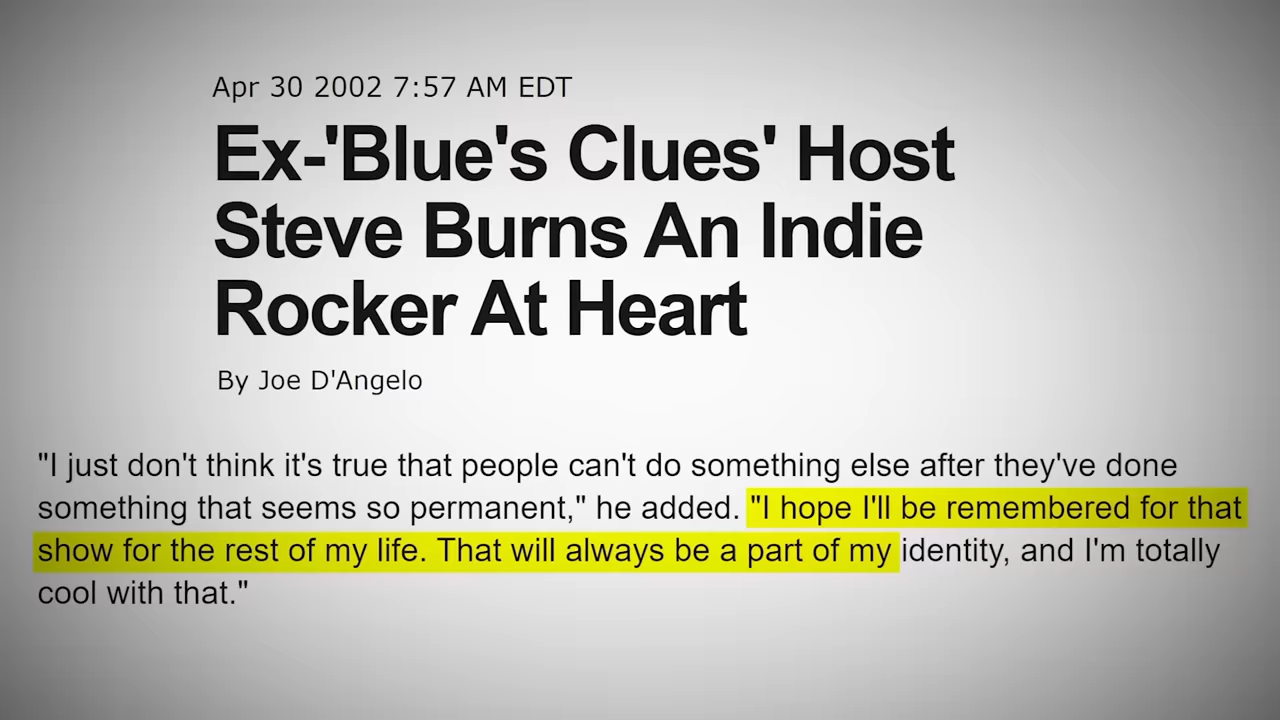 Apr 30 2002 7:57 AM EDT
Ex-'Blue's Clues' Host
Steve Burns An Indie
Rocker At Heart
By Joe D'Angelo
"I just don't think it's true that people can't do something else after they've done
something that seems so permanent," he added. "I hope I'll be remembered for that
show for the rest of my life. That will always be a part of my identity, and I'm totally
cool with that."